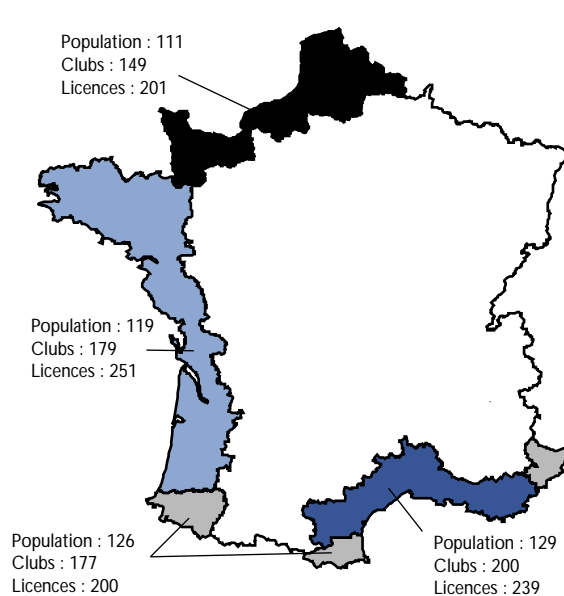 Population : 111
Clubs : 149
Licences : 201
Population : 119
Clubs : 179
Licences : 251
Population : 126
Clubs : 177
Licences : 200
Population : 129
Clubs : 200
Licences : 239